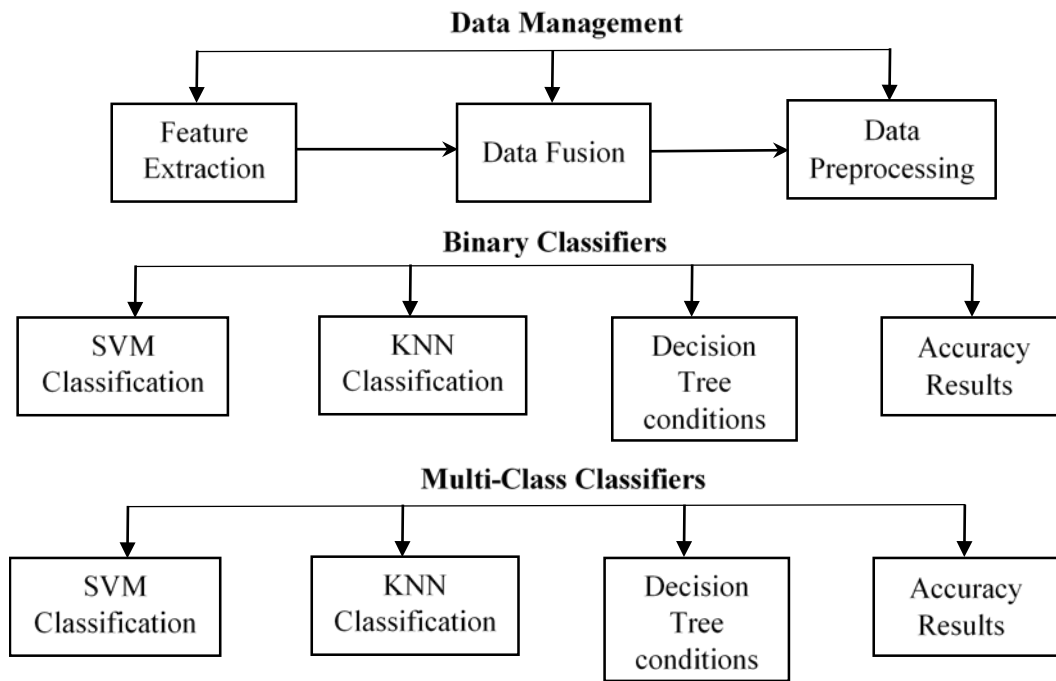 Data Management
Feature
Extraction
Data Fusion
Data
Preprocessing
Binary Classifiers
SVM
Classification
KNN
Classification
Decision
Tree
conditions
Accuracy
Results
Multi-Class Classifiers
SVM
Classification
KNN
Classification
Decision
Tree
conditions
Accuracy
Results